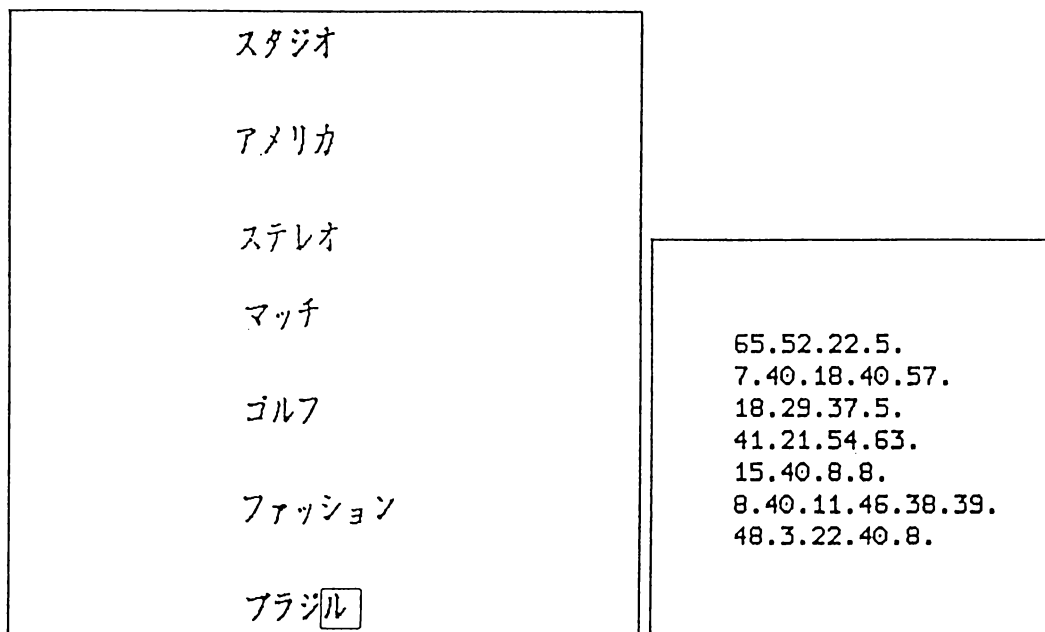 スタジオ
アメリカ
ステレオ
マッチ
ゴルフ
ファッション
ブラジル
65.52.22.5.
7.40.18.40.57.
18.29.37.5.
41.21.54.63.
15.40.8.8.
8.40.11.46.38.39.
48.3.22.40.8.